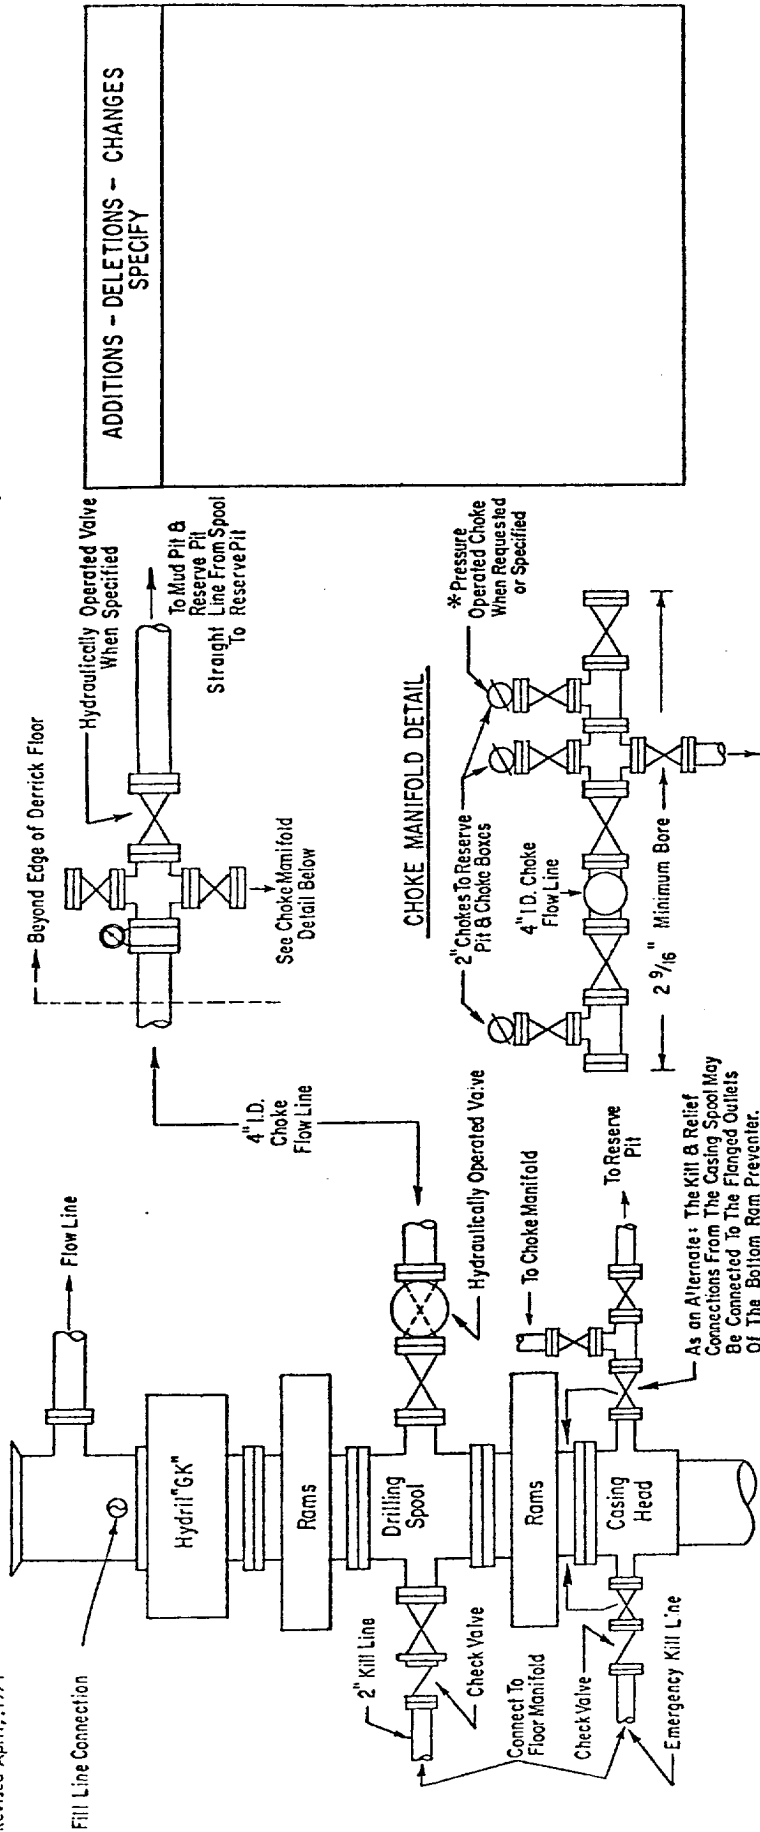 Revised April, 1971
Fill Line Connection
Flow Line
Hydril "GK"
Rams
Drilling
Spool
2" Kill Line
Check Valve
Hydraulically Operated Valve
4" I.D.
Choke
Flow Line
Rams
Connect To
Floor Manifold
Casing
Head
Check Valve
Emergency Kill Line
To Choke Manifold
To Reserve
Pit
As an Alternate: The Kill & Relief
Connections From The Casing Spool May
Be Connected To The Flanged Outlets
Of The Bottom Ram Preventer.
Beyond Edge of Derrick Floor
Hydraulically Operated Valve
When Specified
To Mud Pit &
Reserve Pit
Straight Line From Spool
To Reserve Pit
See Choke Manifold
Detail Below
CHOKE MANIFOLD DETAIL
2" Chokes To Reserve
Pit & Choke Boxes
4" I.D. Choke
Flow Line
*Pressure
Operated Choke
When Requested
or Specified
2 9/16" Minimum Bore
ADDITIONS - DELETIONS - CHANGES
SPECIFY